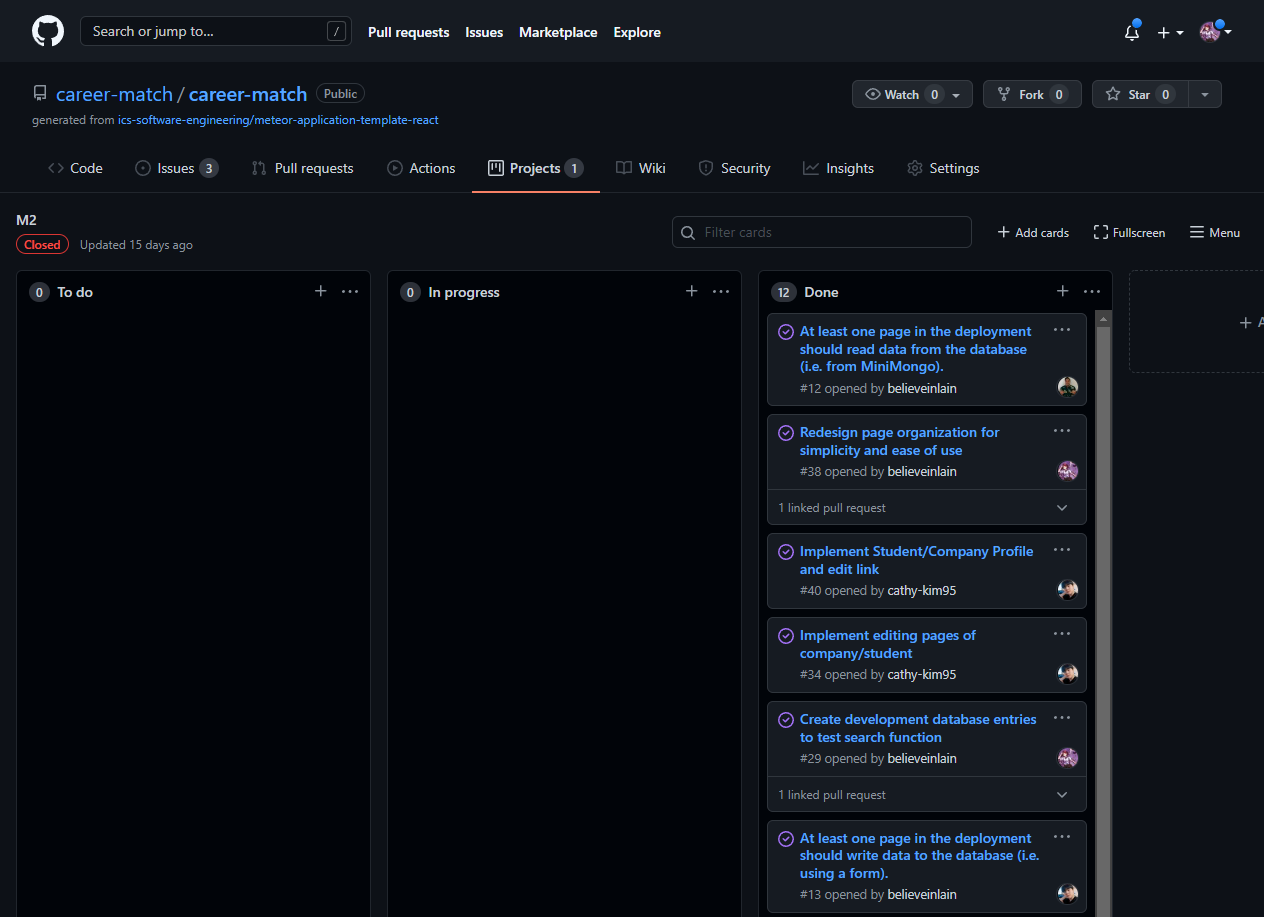 Search or jump to... /
Pull requests Issues Marketplace Explore
career-match / career-match Public
Watch 0 Fork 0 Star 0
generated from ics-software-engineering/meteor-application-template-react
Code Issues 3 Pull requests Actions Projects 1 Wiki Security Insights Settings
M2
Closed Updated 15 days ago
Filter cards
Add cards Fullscreen Menu
0 To do
0 In progress
12 Done
At least one page in the deployment
should read data from the database
(i.e. from MiniMongo).
#12 opened by believeinlain
Redesign page organization for
simplicity and ease of use
#38 opened by believeinlain
1 linked pull request
Implement Student/Company Profile
and edit link
#40 opened by cathy-kim95
Implement editing pages of
company/student
#34 opened by cathy-kim95
Create development database entries
to test search function
#29 opened by believeinlain
1 linked pull request
At least one page in the deployment
should write data to the database (i.e.
using a form).
#13 opened by believeinlain